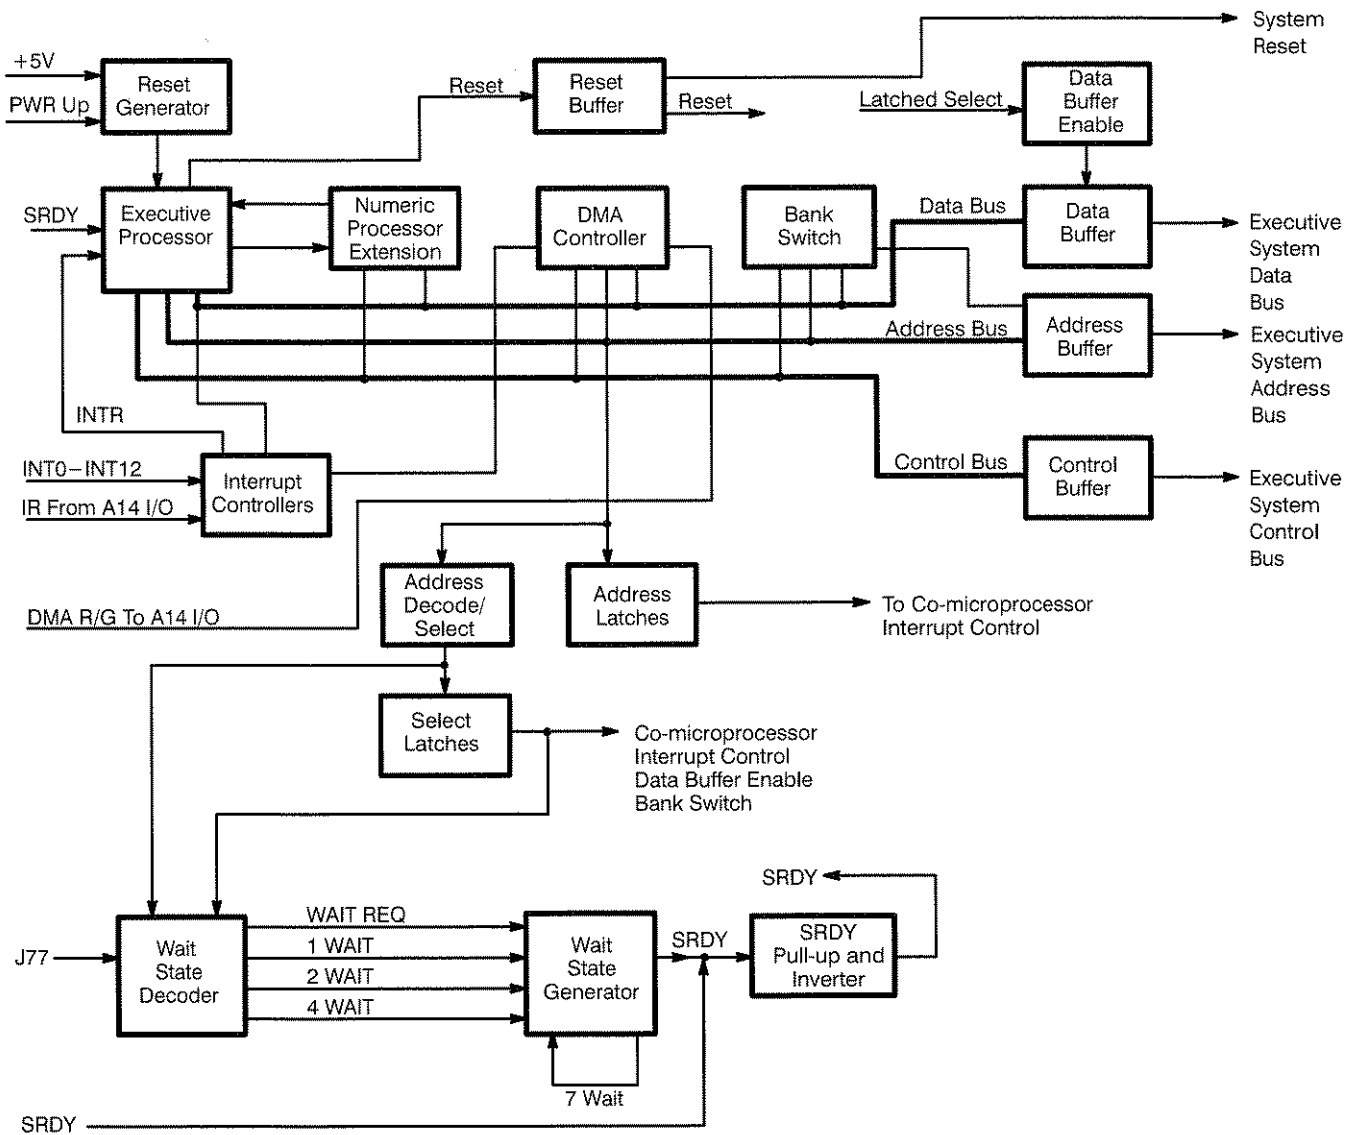 System
Reset
+5V
PWR Up
Reset
Generator
Reset
Reset
Buffer
Reset
Latched Select
Data
Buffer
Enable
SRDY
Executive
Processor
Numeric
Processor
Extension
DMA
Controller
Bank
Switch
Data Bus
Data
Buffer
Executive
System
Data
Bus
Address Bus
Address
Buffer
Executive
System
Address
Bus
INTR
INT0–INT12
IR From A14 I/O
Interrupt
Controllers
Control Bus
Control
Buffer
Executive
System
Control
Bus
DMA R/G To A14 I/O
Address
Decode/
Select
Address
Latches
To Co-microprocessor
Interrupt Control
Select
Latches
Co-microprocessor
Interrupt Control
Data Buffer Enable
Bank Switch
J77
Wait
State
Decoder
WAIT REQ
1 WAIT
2 WAIT
4 WAIT
Wait
State
Generator
7 Wait
SRDY
SRDY
Pull-up and
Inverter
SRDY
SRDY